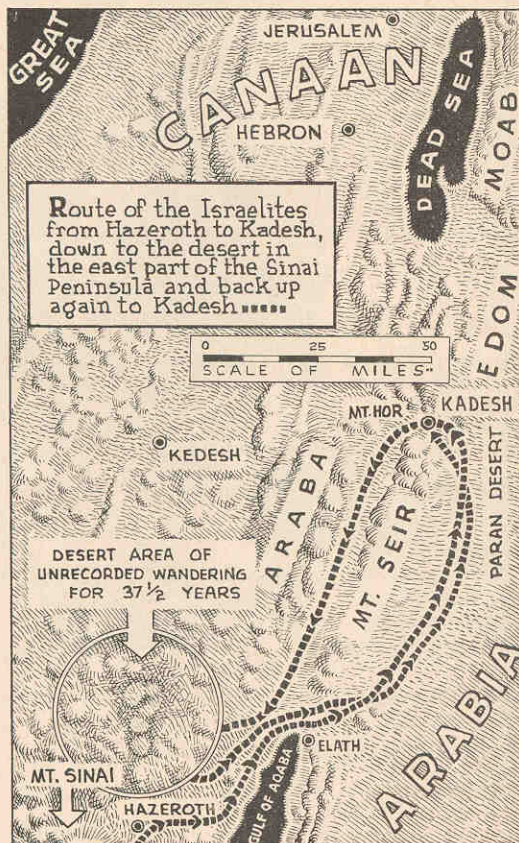 GREAT
SEA
JERUSALEM
CANAAN
HEBRON
DEAD SEA
MOAB
Route of the Israelites
from Hazeroth to Kadesh,
down to the desert in
the east part of the Sinai
Peninsula and back up
again to Kadesh
EDOM
0 25 50
SCALE OF MILES
MT. HOR
KADESH
KEDESH
ARABA
MT. SEIR
PARAN DESERT
DESERT AREA OF
UNRECORDED WANDERING
FOR 37 1/2 YEARS
ARABIA
ELATH
MT. SINAI
HAZEROTH
GULF OF AQABA